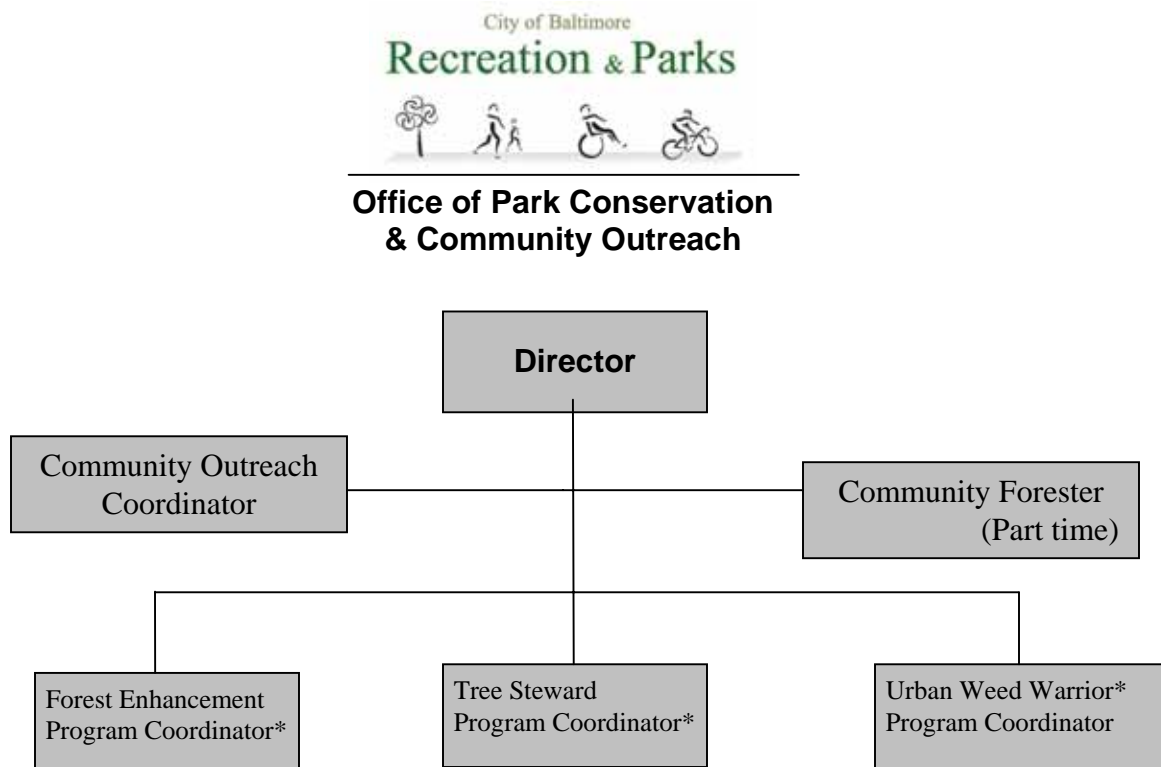 City of Baltimore
Recreation & Parks
Office of Park Conservation
& Community Outreach
Director
Community Outreach
Coordinator
Community Forester
(Part time)
Forest Enhancement
Program Coordinator*
Tree Steward
Program Coordinator*
Urban Weed Warrior*
Program Coordinator